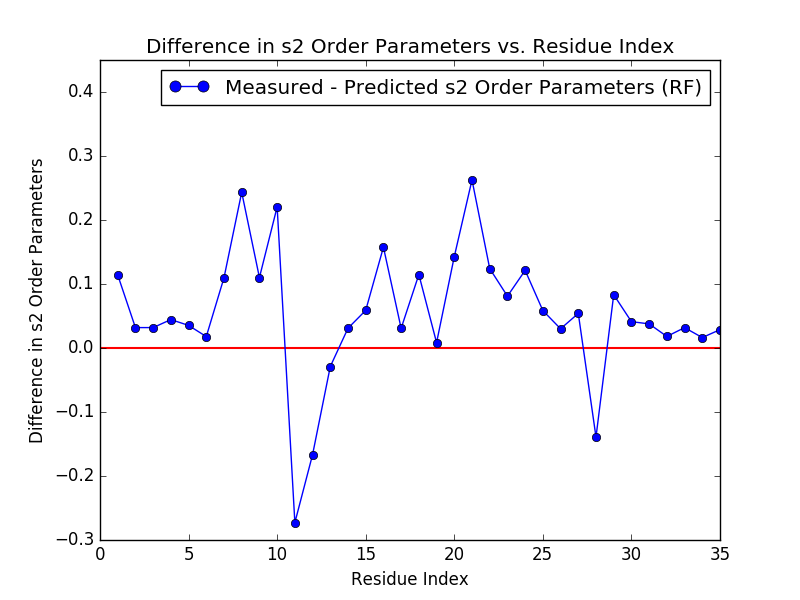 Difference in s2 Order Parameters vs. Residue Index
Measured - Predicted s2 Order Parameters (RF)
Difference in s2 Order Parameters
0.4
0.3
0.2
0.1
0.0
−0.1
−0.2
−0.3
0 5 10 15 20 25 30 35
Residue Index